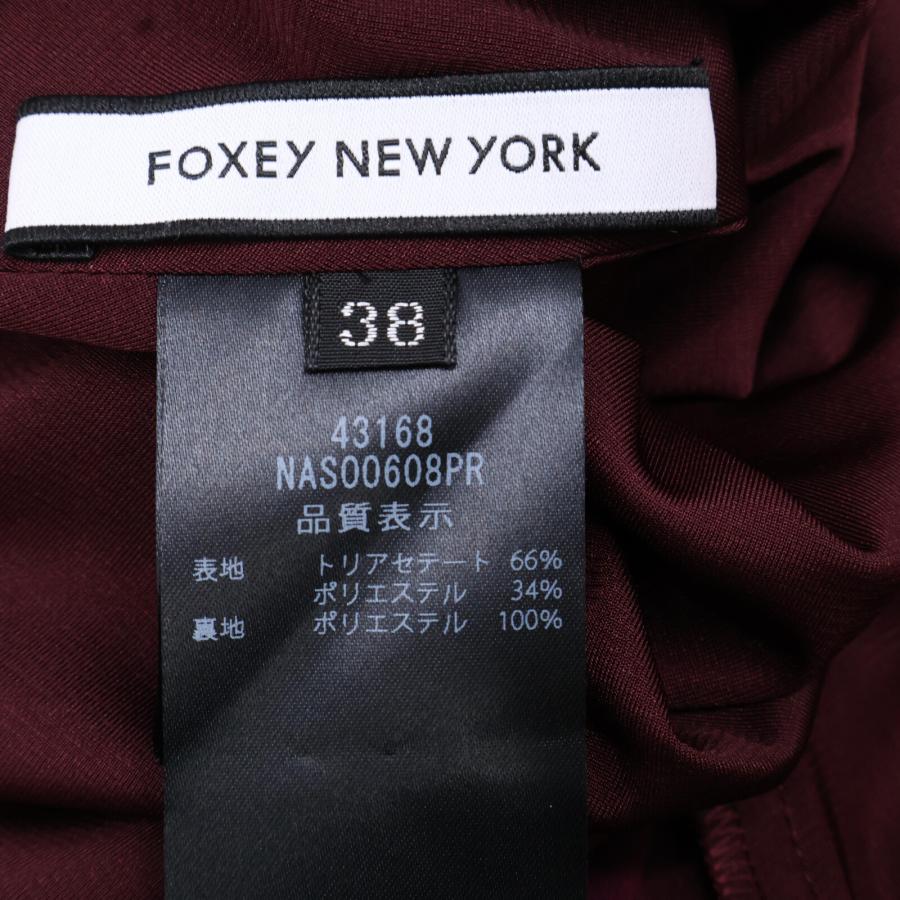 FOXEY NEW YORK
38
43168
NAS00608PR
品質表示
表地 トリアセテート 66%
ポリエステル 34%
裏地 ポリエステル 100%